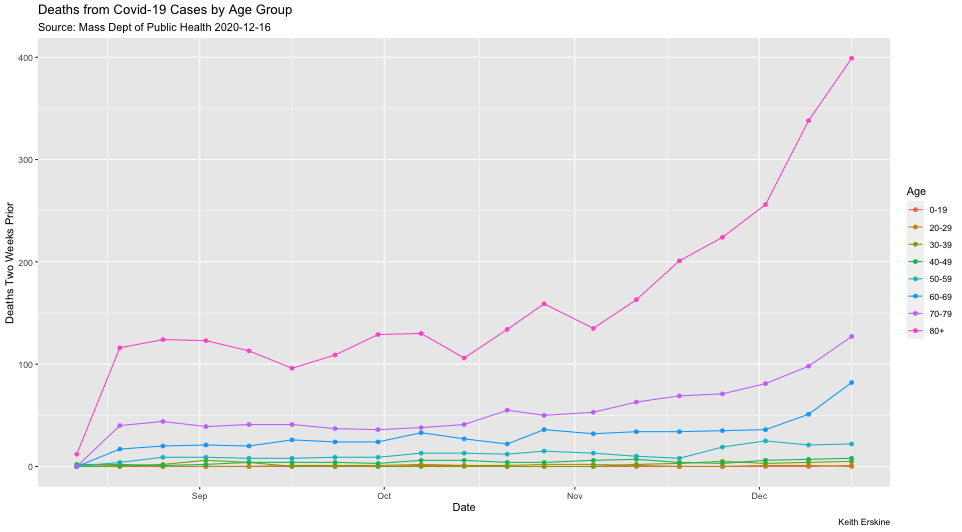 Deaths from Covid-19 Cases by Age Group
Source: Mass Dept of Public Health 2020-12-16
Deaths Two Weeks Prior
400
300
200
100
0
Sep
Oct
Nov
Dec
Date
Age
0-19
20-29
30-39
40-49
50-59
60-69
70-79
80+
Keith Erskine